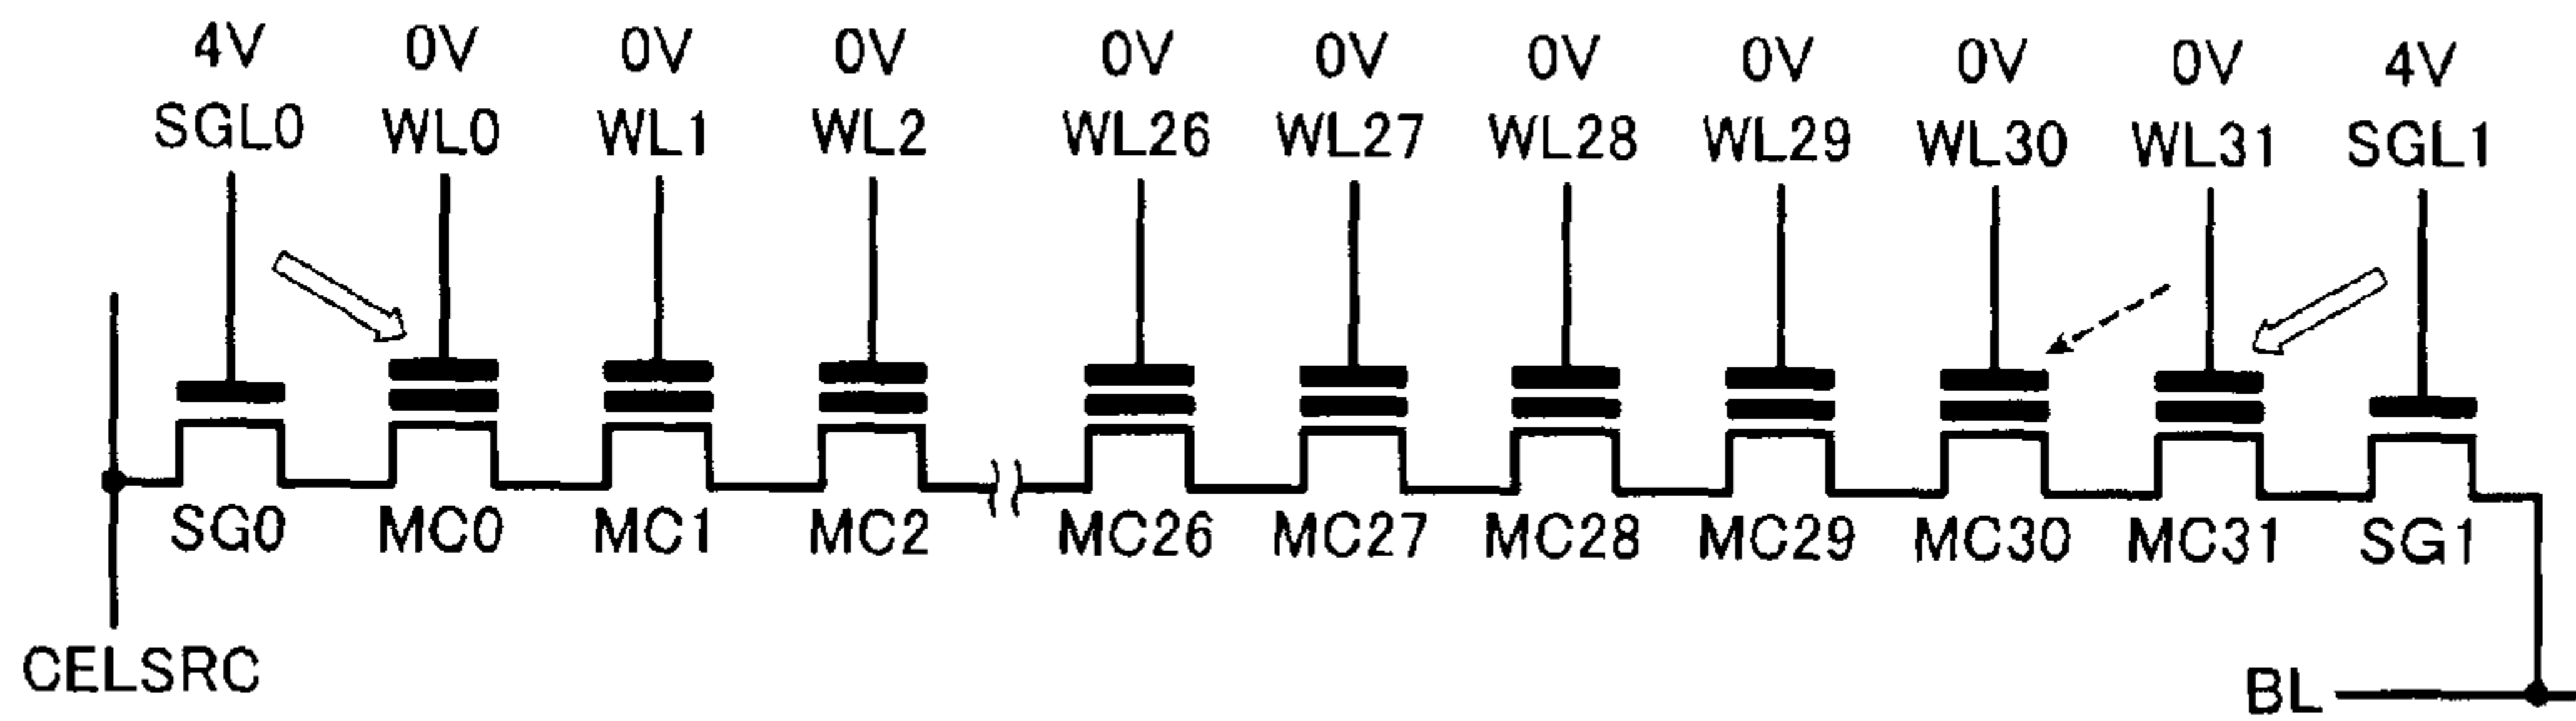 4V 0V 0V 0V 0V 0V 0V 0V 0V 0V 4V
SGL0 WL0 WL1 WL2 WL26 WL27 WL28 WL29 WL30 WL31 SGL1
SG0 MC0 MC1 MC2 MC26 MC27 MC28 MC29 MC30 MC31 SG1
CELSRC
BL